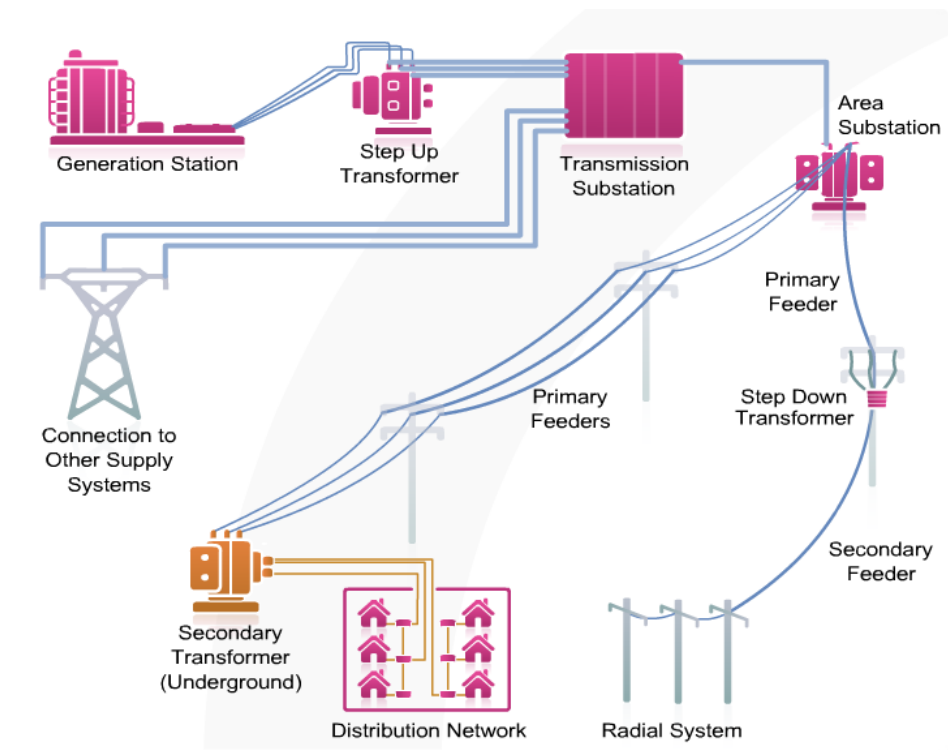 Generation Station
Step Up
Transformer
Transmission
Substation
Area
Substation
Primary
Feeder
Step Down
Transformer
Primary
Feeders
Connection to
Other Supply
Systems
Secondary
Feeder
Secondary
Transformer
(Underground)
Distribution Network
Radial System